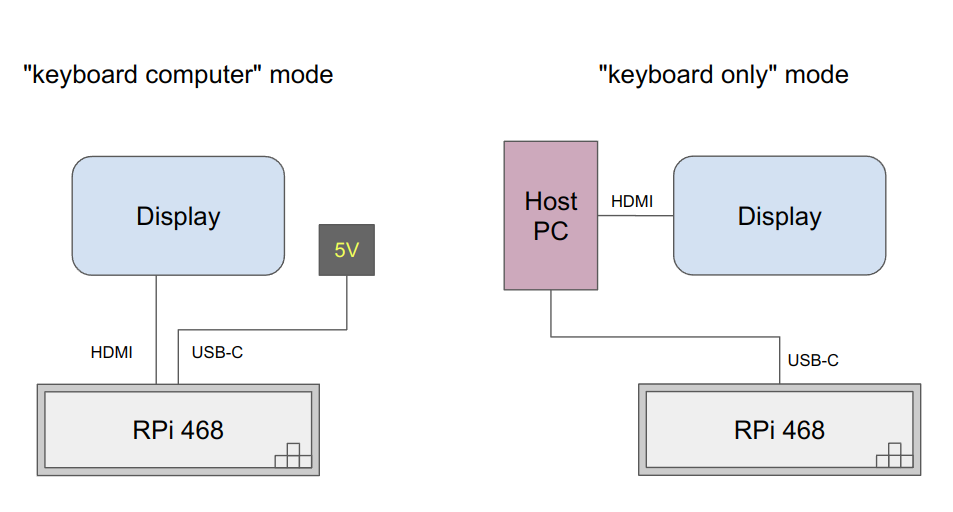 "keyboard computer" mode
"keyboard only" mode
Display
5V
HDMI
USB-C
RPi 468
Host
PC
HDMI
Display
USB-C
RPi 468